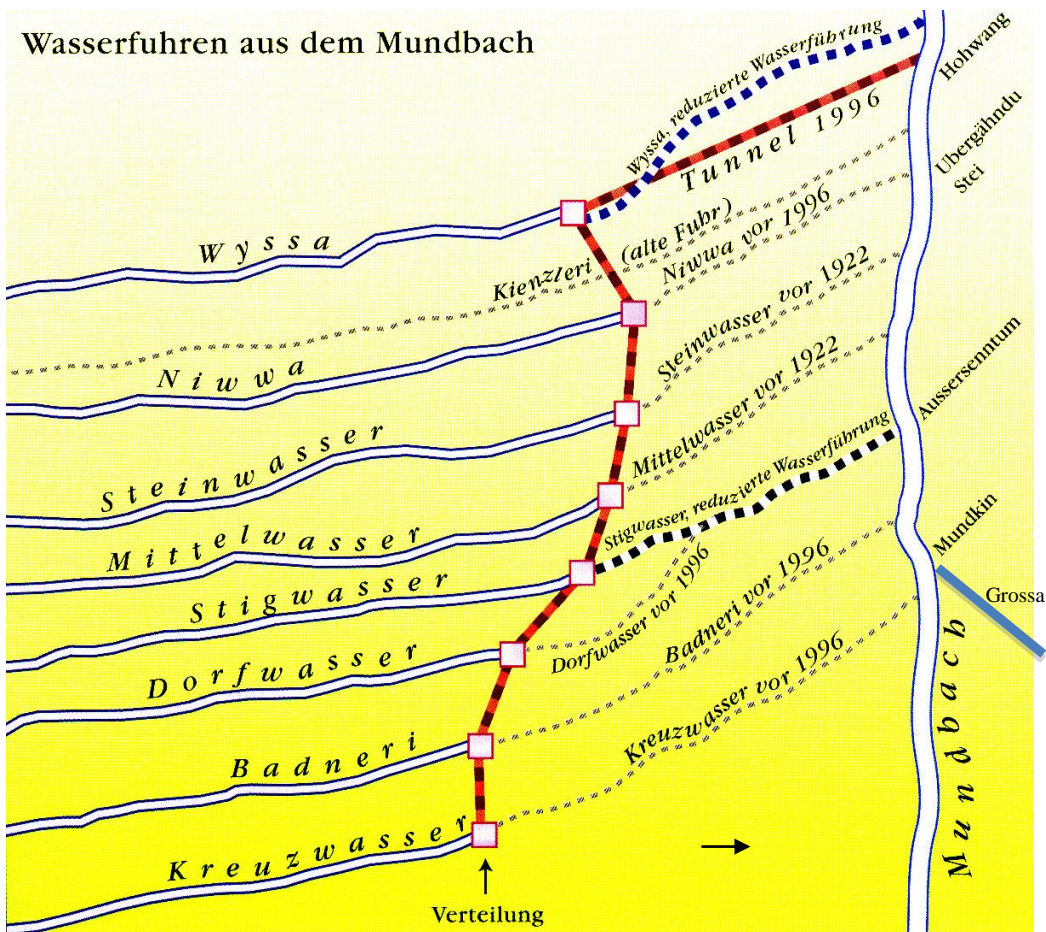 Wasserfuhren aus dem Mundbach
Wyssa, reduzierte Wasserführung
Hohwang
Tunnel 1996
Ubergähndu
Stei
Wyssa
Kienzleri (alte Fuhr)
Niwwa vor 1996
Niwwa
Steinwasser vor 1922
Steinwasser
Mittelwasser vor 1922
Aussersenntum
Mittelwasser
Stigwasser, reduzierte Wasserführung
Mundkin
Stigwasser
Grossa
Dorfwasser
Dorfwasser vor 1996
Badneri vor 1996
Badneri
Kreuzwasser vor 1996
Kreuzwasser
Mundbach
Verteilung